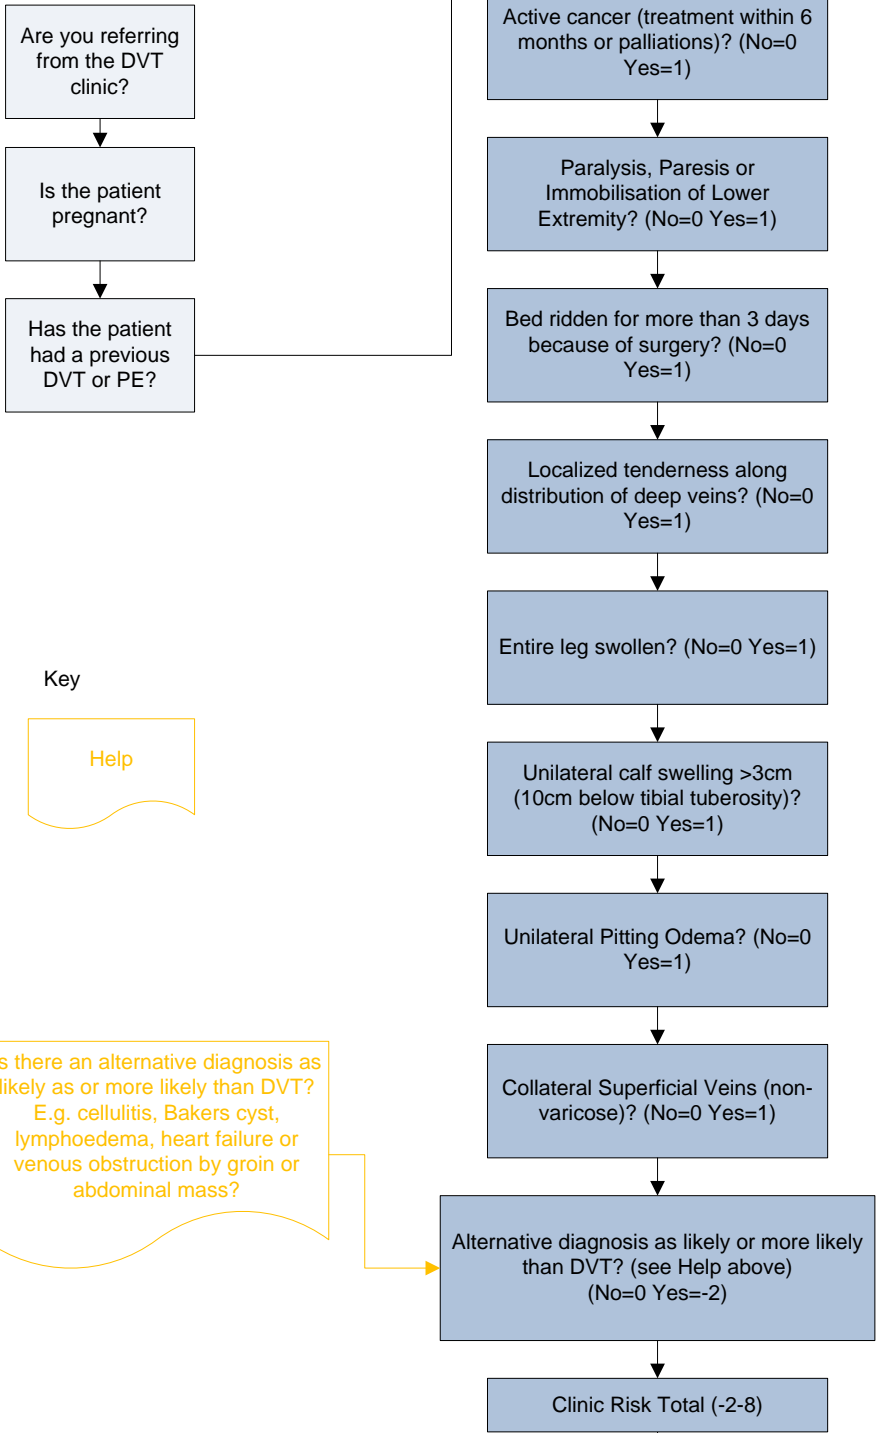 Are you referring
from the DVT
clinic?
Is the patient
pregnant?
Has the patient
had a previous
DVT or PE?
Key
Help
s there an alternative diagnosis as
likely as or more likely than DVT?
E.g. cellulitis, Bakers cyst,
lymphoedema, heart failure or
venous obstruction by groin or
abdominal mass?
Active cancer (treatment within 6
months or palliations)? (No=0
Yes=1)
Paralysis, Paresis or
Immobilisation of Lower
Extremity? (No=0 Yes=1)
Bed ridden for more than 3 days
because of surgery? (No=0
Yes=1)
Localized tenderness along
distribution of deep veins? (No=0
Yes=1)
Entire leg swollen? (No=0 Yes=1)
Unilateral calf swelling >3cm
(10cm below tibial tuberosity)?
(No=0 Yes=1)
Unilateral Pitting Odema? (No=0
Yes=1)
Collateral Superficial Veins (non-
varicose)? (No=0 Yes=1)
Alternative diagnosis as likely or more likely
than DVT? (see Help above)
(No=0 Yes=-2)
Clinic Risk Total (-2-8)